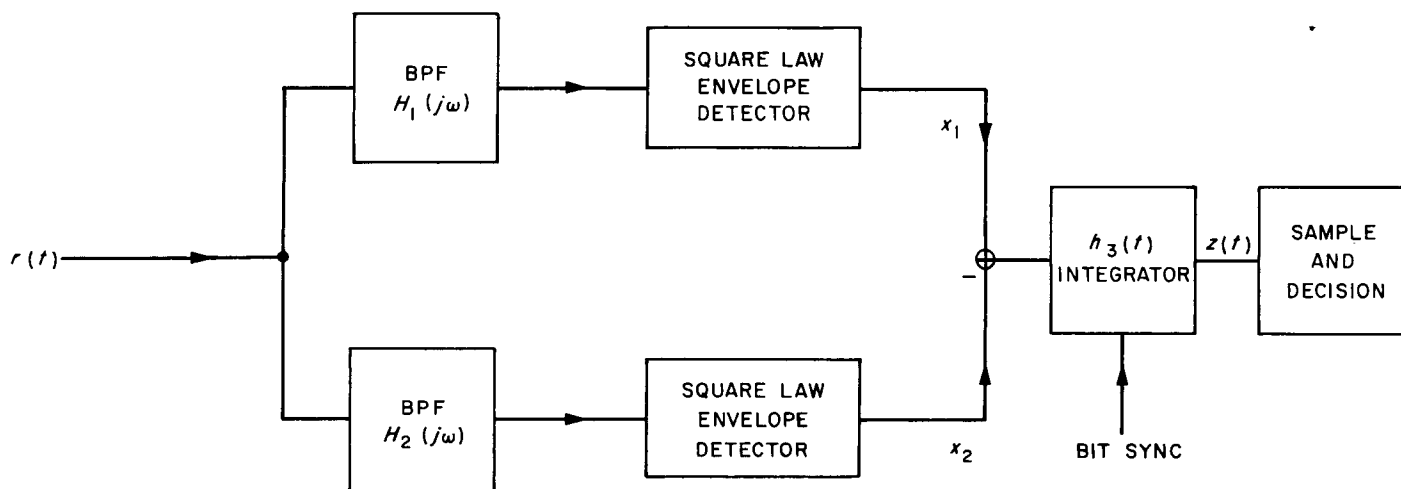 BPF
H₁(jω)
SQUARE LAW
ENVELOPE
DETECTOR
x₁
r(t)
−
h₃(t)
INTEGRATOR
z(t)
SAMPLE
AND
DECISION
BPF
H₂(jω)
SQUARE LAW
ENVELOPE
DETECTOR
x₂
BIT SYNC